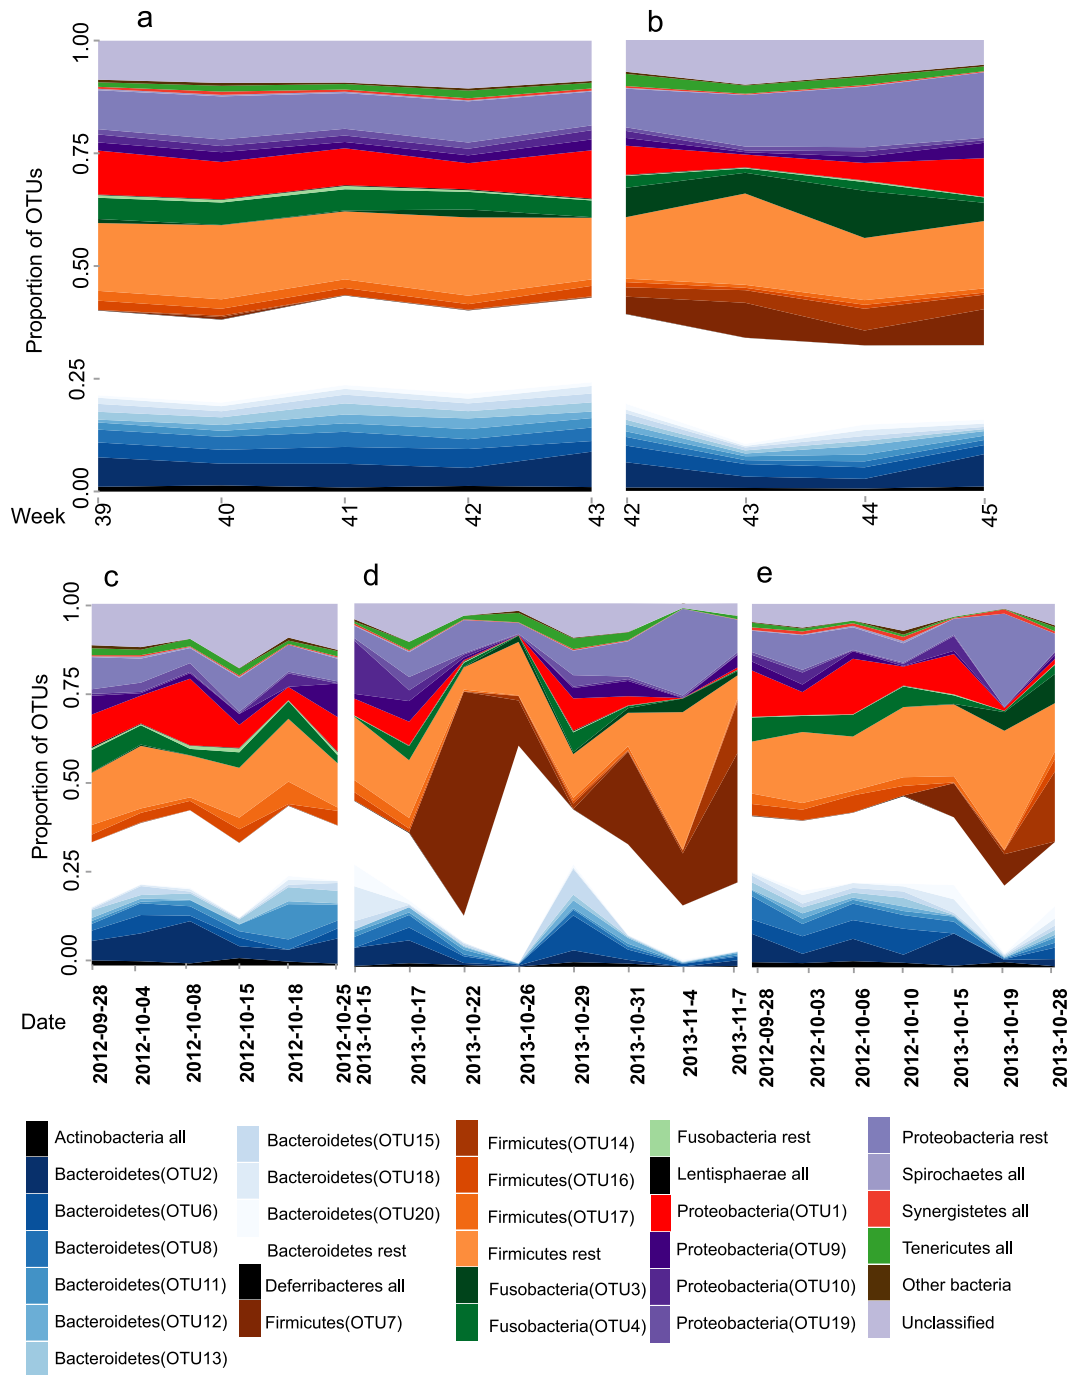 a
b
1.00
0.75
0.50
0.25
0.00
Proportion of OTUs
Week
39
40
41
42
43
42
43
44
45
c
d
e
1.00
0.75
0.50
0.25
0.00
Proportion of OTUs
Date
2012-09-28
2012-10-04
2012-10-08
2012-10-15
2012-10-18
2012-10-25
2013-10-15
2013-10-17
2013-10-22
2013-10-26
2013-10-29
2013-10-31
2013-11-4
2013-11-7
2012-09-28
2012-10-03
2012-10-06
2012-10-10
2013-10-15
2013-10-19
2013-10-28
Actinobacteria all
Bacteroidetes(OTU2)
Bacteroidetes(OTU6)
Bacteroidetes(OTU8)
Bacteroidetes(OTU11)
Bacteroidetes(OTU12)
Bacteroidetes(OTU13)
Bacteroidetes(OTU15)
Bacteroidetes(OTU18)
Bacteroidetes(OTU20)
Bacteroidetes rest
Deferribacteres all
Firmicutes(OTU7)
Firmicutes(OTU14)
Firmicutes(OTU16)
Firmicutes(OTU17)
Firmicutes rest
Fusobacteria(OTU3)
Fusobacteria(OTU4)
Fusobacteria rest
Lentisphaerae all
Proteobacteria(OTU1)
Proteobacteria(OTU9)
Proteobacteria(OTU10)
Proteobacteria(OTU19)
Proteobacteria rest
Spirochaetes all
Synergistetes all
Tenericutes all
Other bacteria
Unclassified